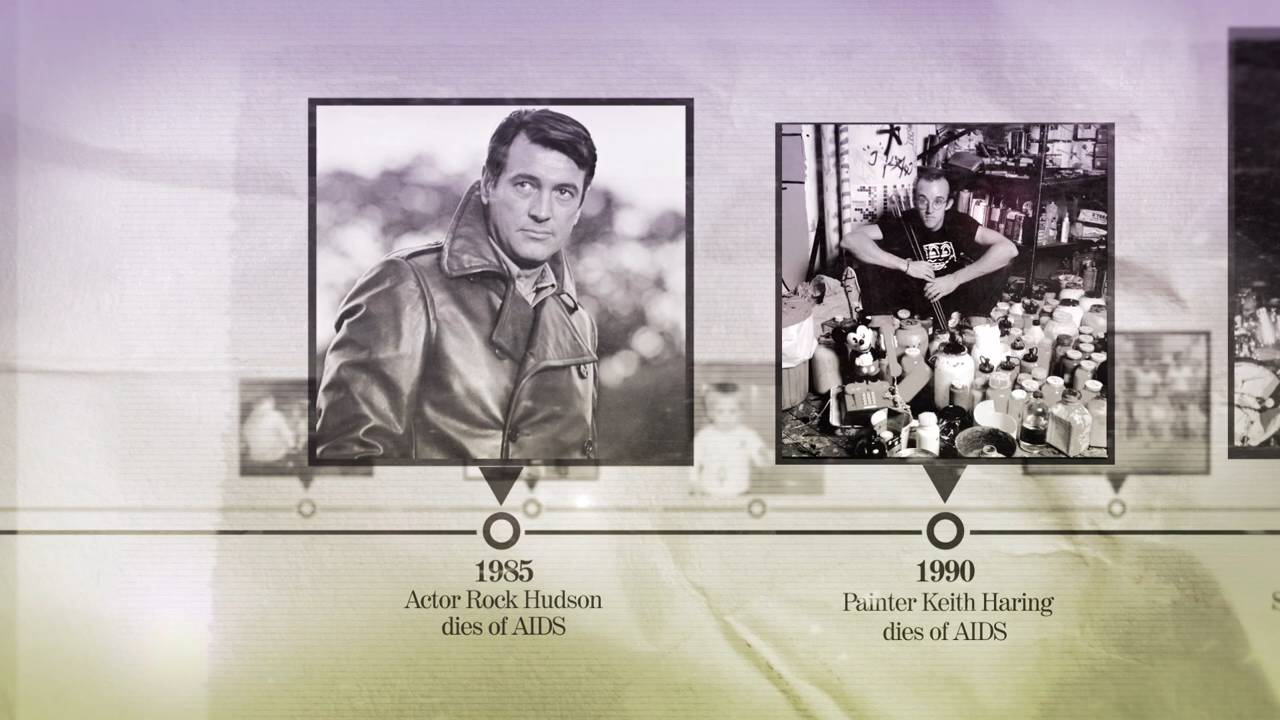 1985
Actor Rock Hudson
dies of AIDS
1990
Painter Keith Haring
dies of AIDS